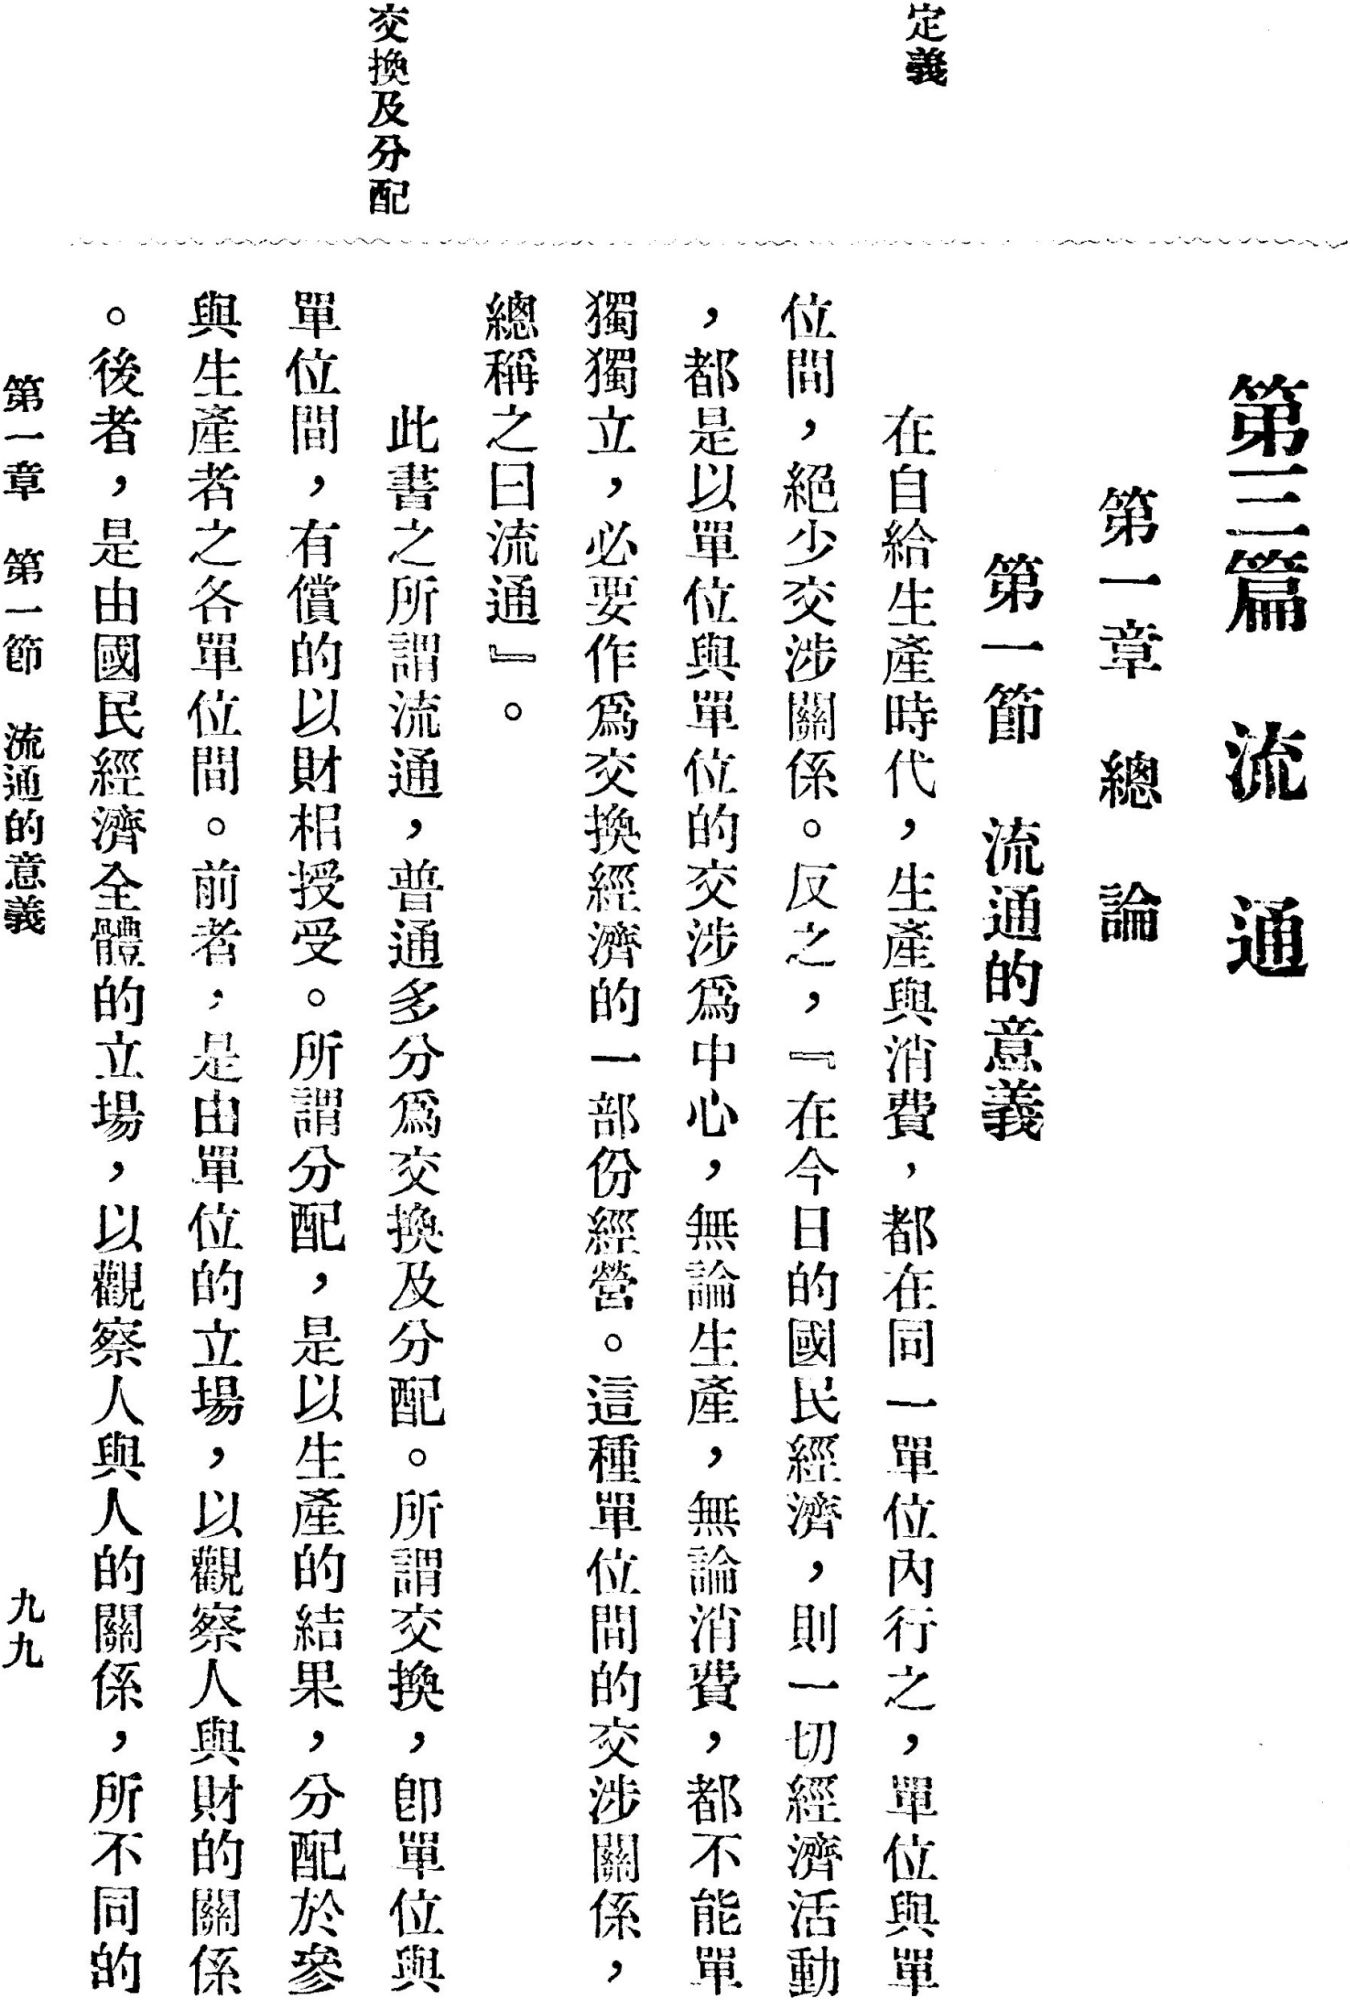 定義
交換及分配
第三篇　流　通
第一章　總　論
第一節　流通的意義
在自給生產時代，生產與消費，都在同一單位內行之，單位與單
位間，絕少交涉關係。反之，『在今日的國民經濟，則一切經濟活動
，都是以單位與單位的交涉爲中心，無論生產，無論消費，都不能單
獨獨立，必要作爲交換經濟的一部份經營。這種單位間的交涉關係，
總稱之曰流通』。
此書之所謂流通，普通多分爲交換及分配。所謂交換，卽單位與
單位間，有償的以財相授受。所謂分配，是以生產的結果，分配於參
與生產者之各單位間。前者，是由單位的立場，以觀察人與財的關係
。後者，是由國民經濟全體的立場，以觀察人與人的關係，所不同的
第一章　第一節　流通的意義　九九